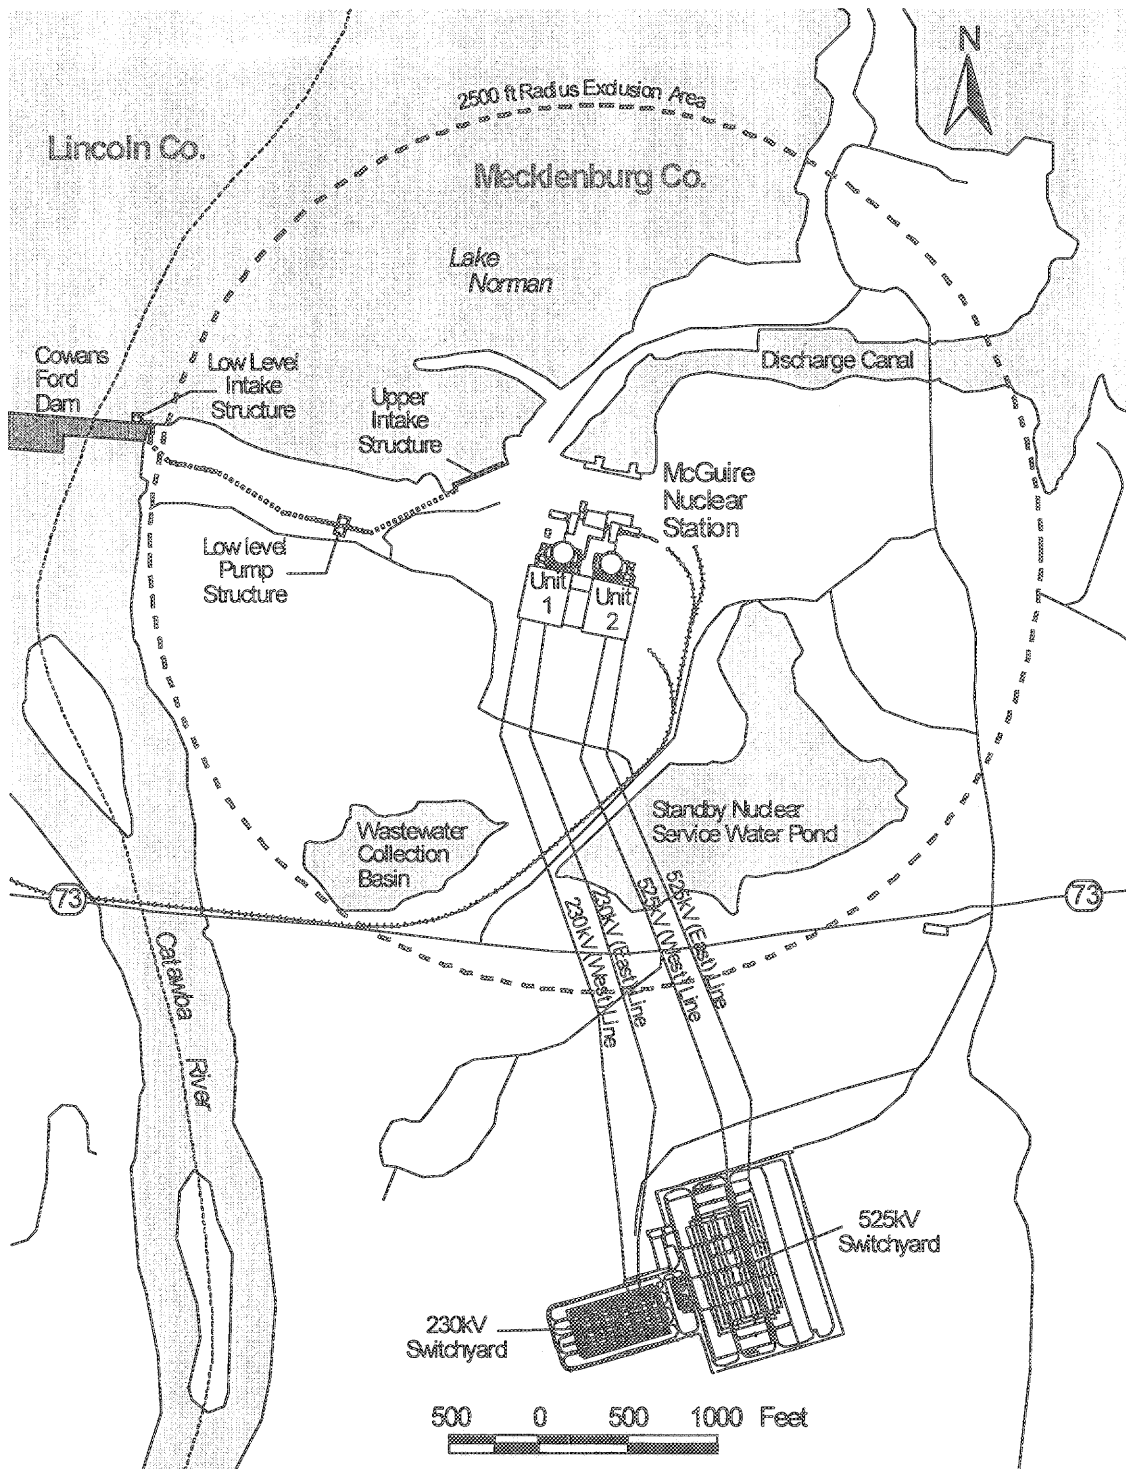 N
2500 ft Radius Exclusion Area
Lincoln Co.
Mecklenburg Co.
Lake
Norman
Cowans
Ford
Dam
Low Level
Intake
Structure
Upper
Intake
Structure
Discharge Canal
McGuire
Nuclear
Station
Low level
Pump
Structure
Unit
1
Unit
2
Wastewater
Collection
Basin
Standby Nuclear
Service Water Pond
73
73
230kV (West) Line
230kV (East) Line
525kV (West) Line
525kV (East) Line
Catawba
River
525kV
Switchyard
230kV
Switchyard
500 0 500 1000 Feet